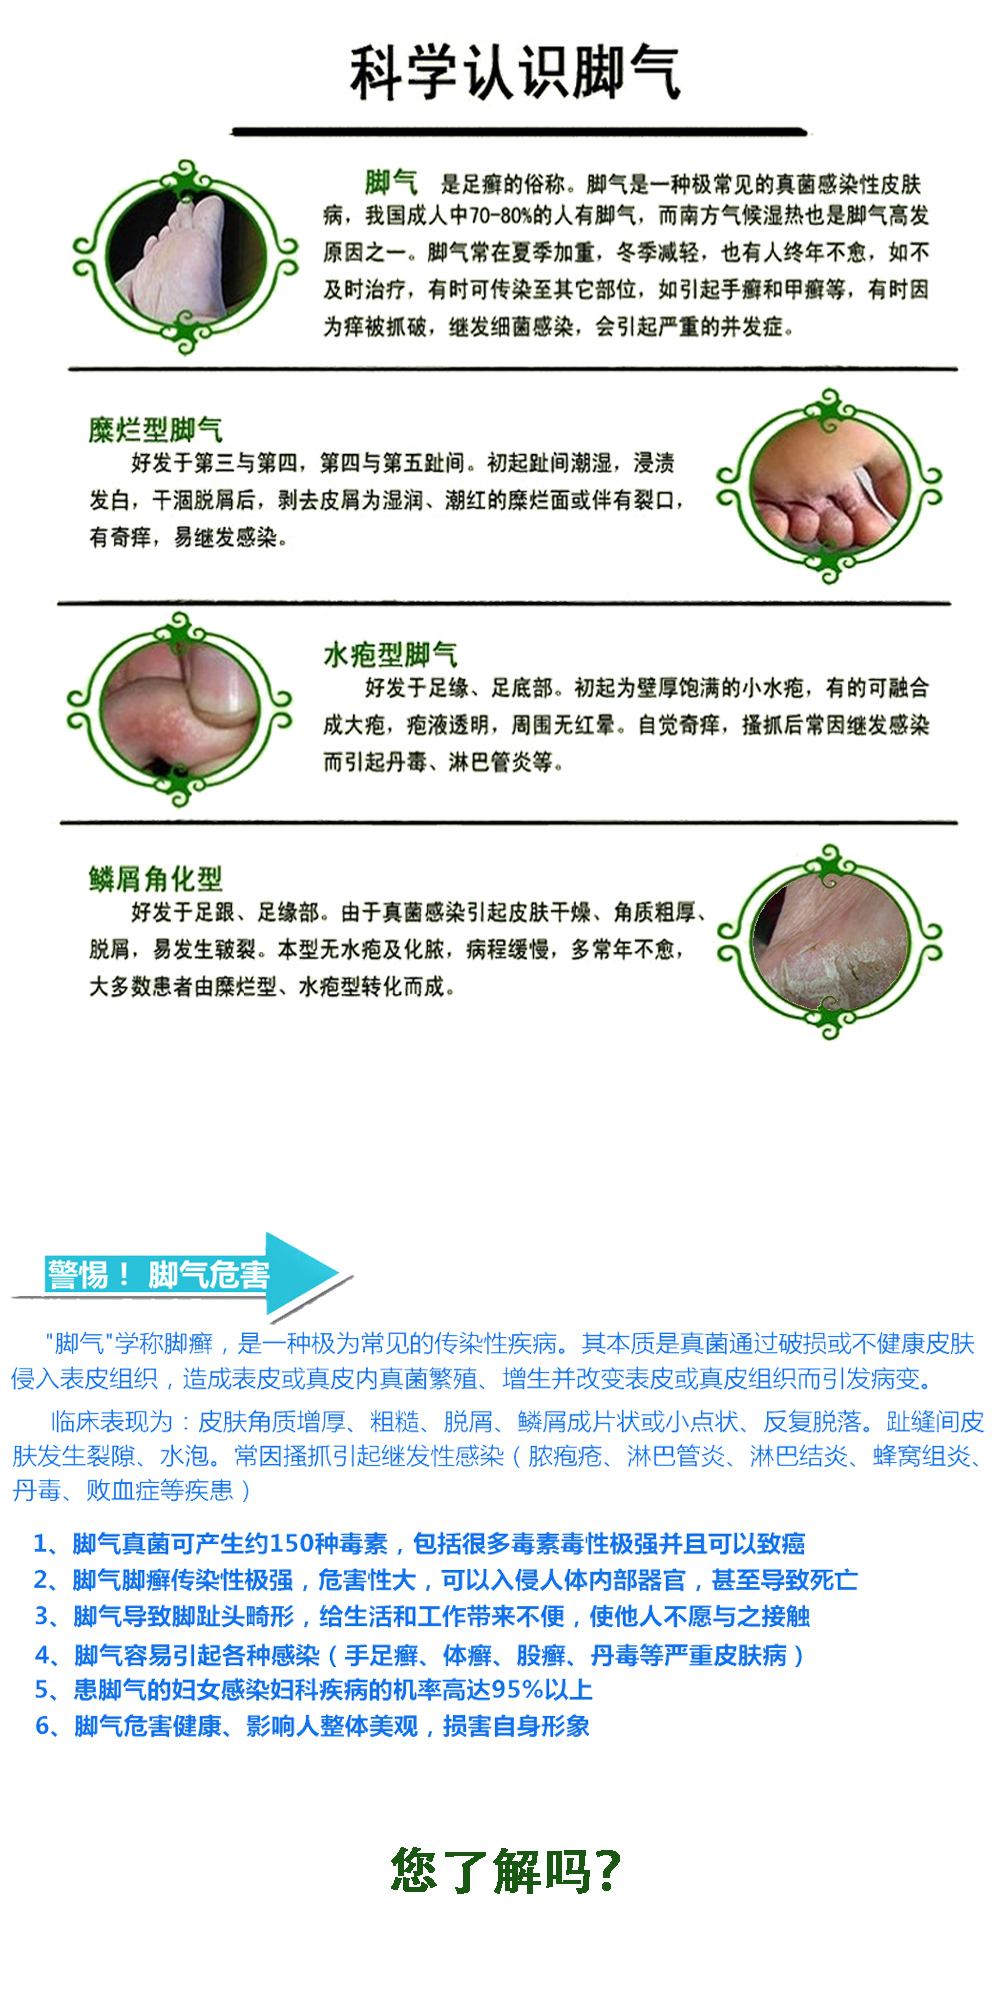 科学认识脚气
脚气 是足癣的俗称。脚气是一种极常见的真菌感染性皮肤
病，我国成人中70-80%的人有脚气，而南方气候湿热也是脚气高发
原因之一。脚气常在夏季加重，冬季减轻，也有人终年不愈，如不
及时治疗，有时可传染至其它部位，如引起手癣和甲癣等，有时因
为痒被抓破，继发细菌感染，会引起严重的并发症。
糜烂型脚气
好发于第三与第四，第四与第五趾间。初起趾间潮湿，浸渍
发白，干涸脱屑后，剥去皮屑为湿润、潮红的糜烂面或伴有裂口，
有奇痒，易继发感染。
水疱型脚气
好发于足缘、足底部。初起为壁厚饱满的小水疱，有的可融合
成大疱，疱液透明，周围无红晕。自觉奇痒，搔抓后常因继发感染
而引起丹毒、淋巴管炎等。
鳞屑角化型
好发于足跟、足缘部。由于真菌感染引起皮肤干燥、角质粗厚、
脱屑，易发生皲裂。本型无水疱及化脓，病程缓慢，多常年不愈，
大多数患者由糜烂型、水疱型转化而成。
警惕！ 脚气危害
"脚气"学称脚癣，是一种极为常见的传染性疾病。其本质是真菌通过破损或不健康皮肤
侵入表皮组织，造成表皮或真皮内真菌繁殖、增生并改变表皮或真皮组织而引发病变。
临床表现为：皮肤角质增厚、粗糙、脱屑、鳞屑成片状或小点状、反复脱落。趾缝间皮
肤发生裂隙、水泡。常因搔抓引起继发性感染（脓疱疮、淋巴管炎、淋巴结炎、蜂窝组炎、
丹毒、败血症等疾患）
1、脚气真菌可产生约150种毒素，包括很多毒素毒性极强并且可以致癌
2、脚气脚癣传染性极强，危害性大，可以入侵人体内部器官，甚至导致死亡
3、脚气导致脚趾头畸形，给生活和工作带来不便，使他人不愿与之接触
4、脚气容易引起各种感染（手足癣、体癣、股癣、丹毒等严重皮肤病）
5、患脚气的妇女感染妇科疾病的机率高达95%以上
6、脚气危害健康、影响人整体美观，损害自身形象
您了解吗?